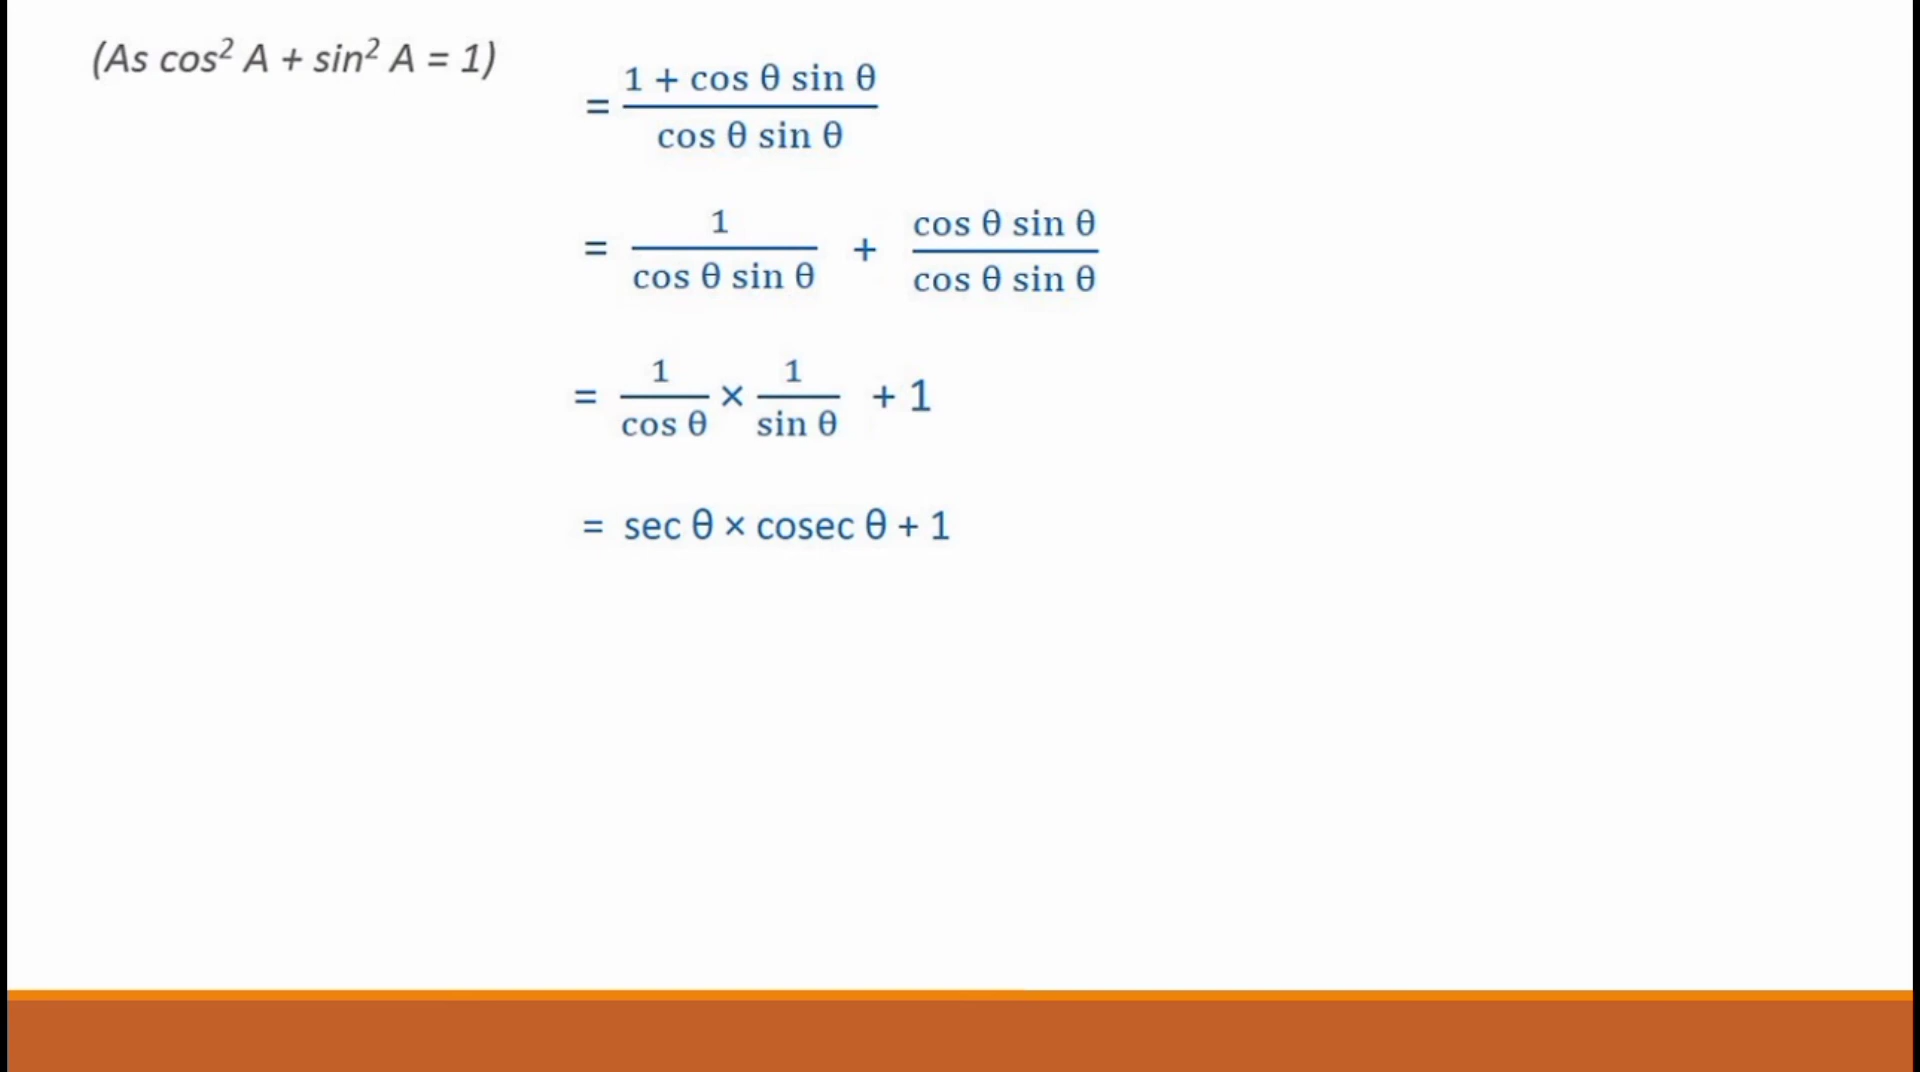 (As cos² A + sin² A = 1)
= (1 + cos θ sin θ) / (cos θ sin θ)
= 1 / (cos θ sin θ) + (cos θ sin θ) / (cos θ sin θ)
= 1 / cos θ × 1 / sin θ + 1
= sec θ × cosec θ + 1